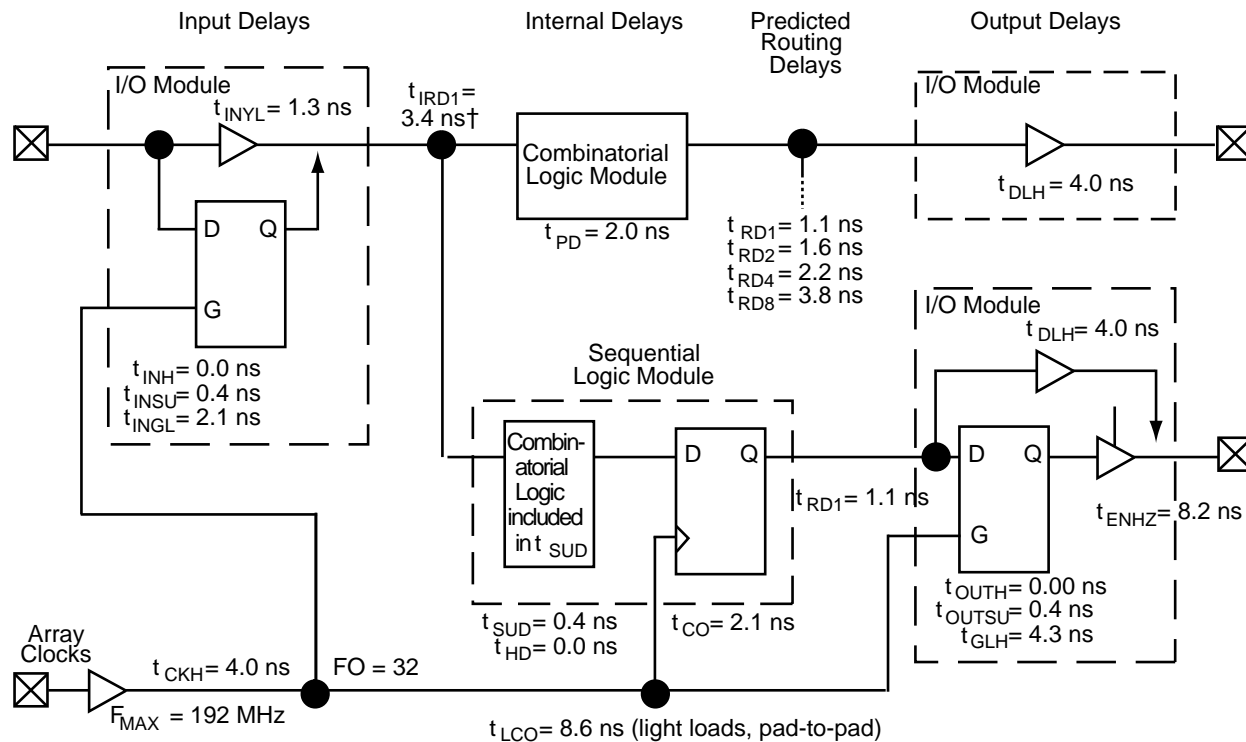 Input Delays
Internal Delays
Predicted
Routing
Delays
Output Delays
I/O Module
tINYL = 1.3 ns
tIRD1 =
3.4 ns†
Combinatorial
Logic Module
tPD = 2.0 ns
tRD1 = 1.1 ns
tRD2 = 1.6 ns
tRD4 = 2.2 ns
tRD8 = 3.8 ns
I/O Module
tDLH = 4.0 ns
D Q
G
tINH = 0.0 ns
tINSU = 0.4 ns
tINGL = 2.1 ns
Sequential
Logic Module
Combin-
atorial
Logic
included
in tSUD
D Q
tSUD = 0.4 ns
tHD = 0.0 ns
tCO = 2.1 ns
tRD1 = 1.1 ns
I/O Module
tDLH = 4.0 ns
D Q
G
tENHZ = 8.2 ns
tOUTH = 0.00 ns
tOUTSU = 0.4 ns
tGLH = 4.3 ns
Array
Clocks
tCKH = 4.0 ns
FO = 32
FMAX = 192 MHz
tLCO = 8.6 ns (light loads, pad-to-pad)